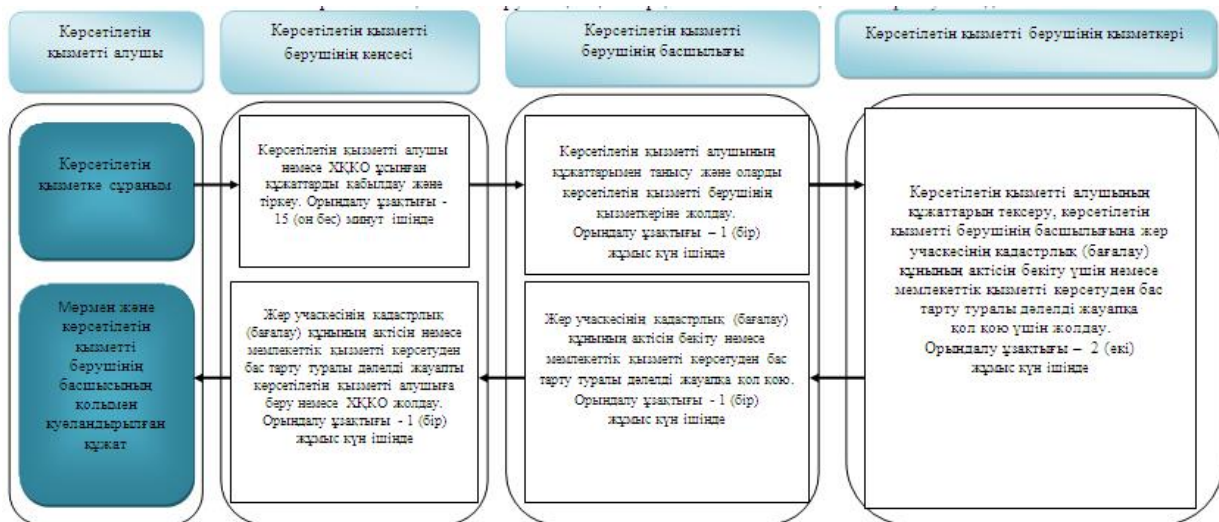 Көрсетілетін
қызметті алушы
Көрсетілетін қызметті
берушінің кеңсесі
Көрсетілетін қызметті
берушінің басшылығы
Көрсетілетін қызметті берушінің қызметкері
Көрсетілетін
қызметке сұраным
Көрсетілетін қызметті алушы
немесе ХҚКО ұсынған
құжаттарды қабылдау және
тіркеу. Орындалу ұзақтығы -
15 (он бес) минут ішінде
Көрсетілетін қызметті алушының
құжаттарымен танысу және оларды
көрсетілетін қызметті берушінің
қызметкеріне жолдау.
Орындалу ұзақтығы – 1 (бір)
жұмыс күн ішінде
Көрсетілетін қызметті алушының
құжаттарын тексеру, көрсетілетін
қызметті берушінің басшылығына жер
учаскесінің кадастрлық (бағалау)
құнының актісін бекіту үшін немесе
мемлекеттік қызметті көрсетуден бас
тарту туралы дәлелді жауапқа
қол қою үшін жолдау.
Орындалу ұзақтығы – 2 (екі)
жұмыс күн ішінде
Мөрмен және
көрсетілетін
қызметті
берушінің
басшысының
қолымен
куәландырылған
құжат
Жер учаскесінің кадастрлық
(бағалау) құнының актісін немесе
мемлекеттік қызметті көрсетуден
бас тарту туралы дәлелді жауапты
көрсетілетін қызметті алушыға
беру немесе ХҚКО жолдау.
Орындалу ұзақтығы - 1 (бір)
жұмыс күн ішінде
Жер учаскесінің кадастрлық (бағалау)
құнының актісін бекіту немесе
мемлекеттік қызметті көрсетуден бас
тарту туралы дәлелді жауапқа қол қою.
Орындалу ұзақтығы - 1 (бір)
жұмыс күн ішінде